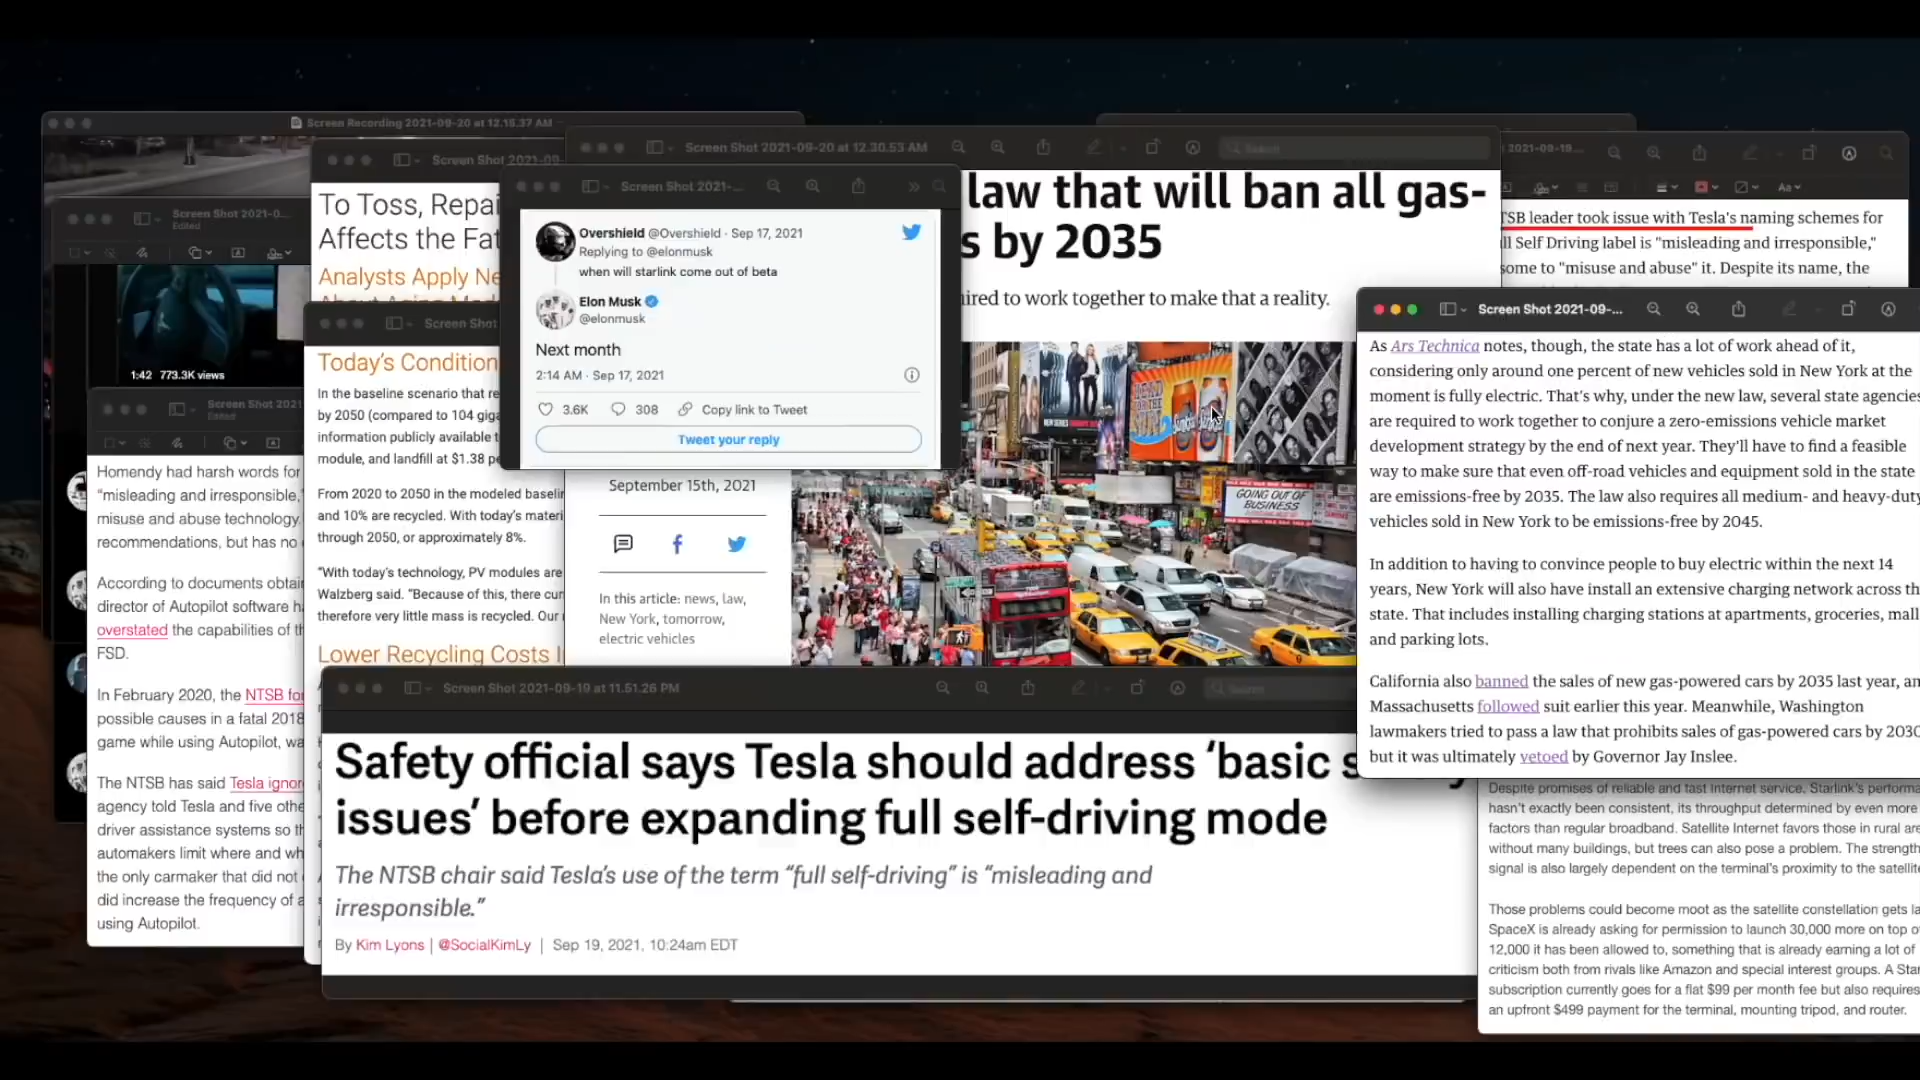 Screen Recording 2021-09-20 at 12.15.37 AM
Screen Shot 2021-0...
Edited
1:42 773.3K views
Screen Shot 2021
Edited
Homendy had harsh words for
“misleading and irresponsible,
misuse and abuse technology.
recommendations, but has no
According to documents obtai
director of Autopilot software
overstated the capabilities of
FSD.
In February 2020, the NTSB
possible causes in a fatal 2018
game while using Autopilot,
The NTSB has said Tesla
agency told Tesla and five
driver assistance systems so
automakers limit where and
the only carmaker that did not
did increase the frequency of a
using Autopilot.
Screen Shot 2021-09-
To Toss, Repai
Affects the
Analysts Apply
Screen Shot
Today’s Condition
In the baseline scenario that
by 2050 (compared to 104
information publicly available
module, and landfill at $1.38
From 2020 to 2050 in the modeled
and 10% are recycled. With today’s
through 2050, or approximately 8%.
“With today’s technology, PV modules are
Walzberg said. “Because of this, there
therefore very little mass is recycled. Our
Lower Recycling Costs
Screen Shot 2021-...
Overshield @Overshield · Sep 17, 2021
Replying to @elonmusk
when will starlink come out of beta
Elon Musk
@elonmusk
Next month
2:14 AM · Sep 17, 2021
3.6K 308 Copy link to Tweet
Tweet your reply
Screen Shot 2021-09-20 at 12.30.53 AM
Search
law that will ban all gas-
s by 2035
ired to work together to make that a reality.
September 15th, 2021
In this article: news, law,
New York, tomorrow,
electric vehicles
GOING OUT OF
BUSINESS
Screen Shot 2021-09-19 at 11.51.26 PM
Search
Safety official says Tesla should address ‘basic s
issues’ before expanding full self-driving mode
The NTSB chair said Tesla’s use of the term “full self-driving” is “misleading and
irresponsible.”
By Kim Lyons | @SocialKimLy | Sep 19, 2021, 10:24am EDT
2021-09-19...
Aa
TSB leader took issue with Tesla's naming schemes for
ll Self Driving label is "misleading and irresponsible,"
some to "misuse and abuse" it. Despite its name, the
Screen Shot 2021-09-...
As Ars Technica notes, though, the state has a lot of work ahead of it,
considering only around one percent of new vehicles sold in New York at the
moment is fully electric. That's why, under the new law, several state agencies
are required to work together to conjure a zero-emissions vehicle market
development strategy by the end of next year. They'll have to find a feasible
way to make sure that even off-road vehicles and equipment sold in the state
are emissions-free by 2035. The law also requires all medium- and heavy-duty
vehicles sold in New York to be emissions-free by 2045.
In addition to having to convince people to buy electric within the next 14
years, New York will also have install an extensive charging network across th
state. That includes installing charging stations at apartments, groceries, mall
and parking lots.
California also banned the sales of new gas-powered cars by 2035 last year, an
Massachusetts followed suit earlier this year. Meanwhile, Washington
lawmakers tried to pass a law that prohibits sales of gas-powered cars by 2030
but it was ultimately vetoed by Governor Jay Inslee.
Despite promises of reliable and fast Internet service, Starlink's performa
hasn't exactly been consistent, its throughput determined by even more
factors than regular broadband. Satellite Internet favors those in rural are
without many buildings, but trees can also pose a problem. The strength
signal is also largely dependent on the terminal's proximity to the satellite
Those problems could become moot as the satellite constellation gets la
SpaceX is already asking for permission to launch 30,000 more on top o
12,000 it has been allowed to, something that is already earning a lot of
criticism both from rivals like Amazon and special interest groups. A Star
subscription currently goes for a flat $99 per month fee but also requires
an upfront $499 payment for the terminal, mounting tripod, and router.